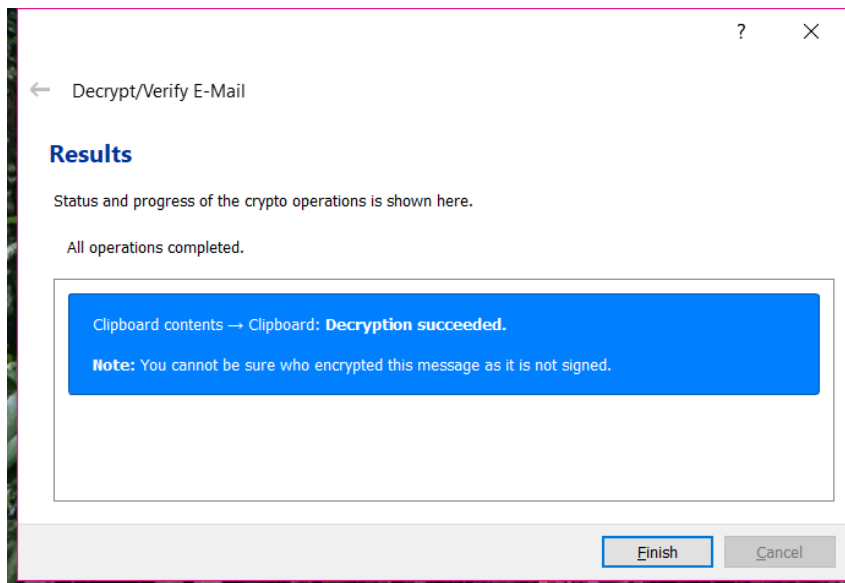 ?
Decrypt/Verify E-Mail
Results
Status and progress of the crypto operations is shown here.
All operations completed.
Clipboard contents → Clipboard: Decryption succeeded.
Note: You cannot be sure who encrypted this message as it is not signed.
Finish Cancel